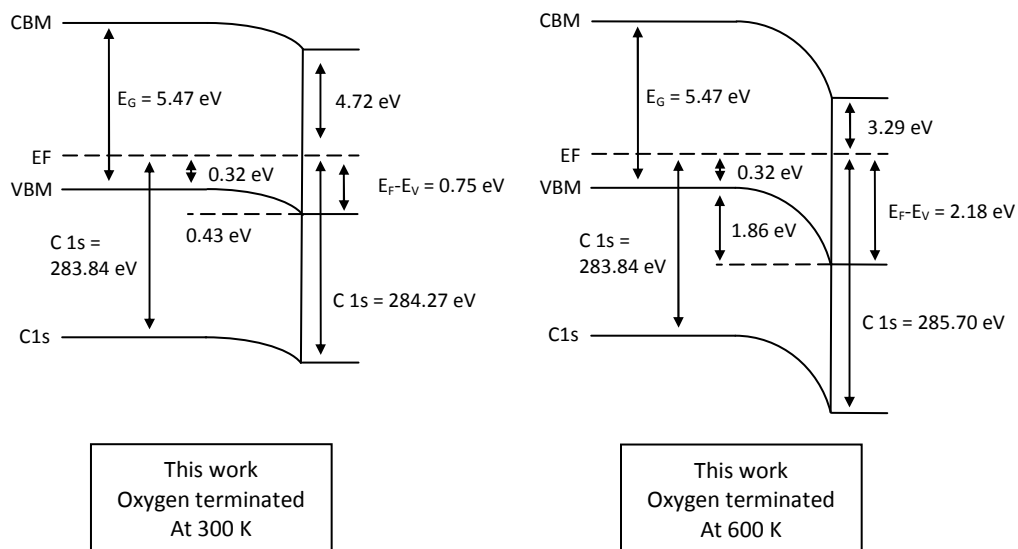 CBM
E_G = 5.47 eV
4.72 eV
EF
0.32 eV
VBM
E_F-E_V = 0.75 eV
0.43 eV
C 1s =
283.84 eV
C 1s = 284.27 eV
C1s
This work
Oxygen terminated
At 300 K
CBM
E_G = 5.47 eV
3.29 eV
EF
0.32 eV
VBM
E_F-E_V = 2.18 eV
1.86 eV
C 1s =
283.84 eV
C 1s = 285.70 eV
C1s
This work
Oxygen terminated
At 600 K